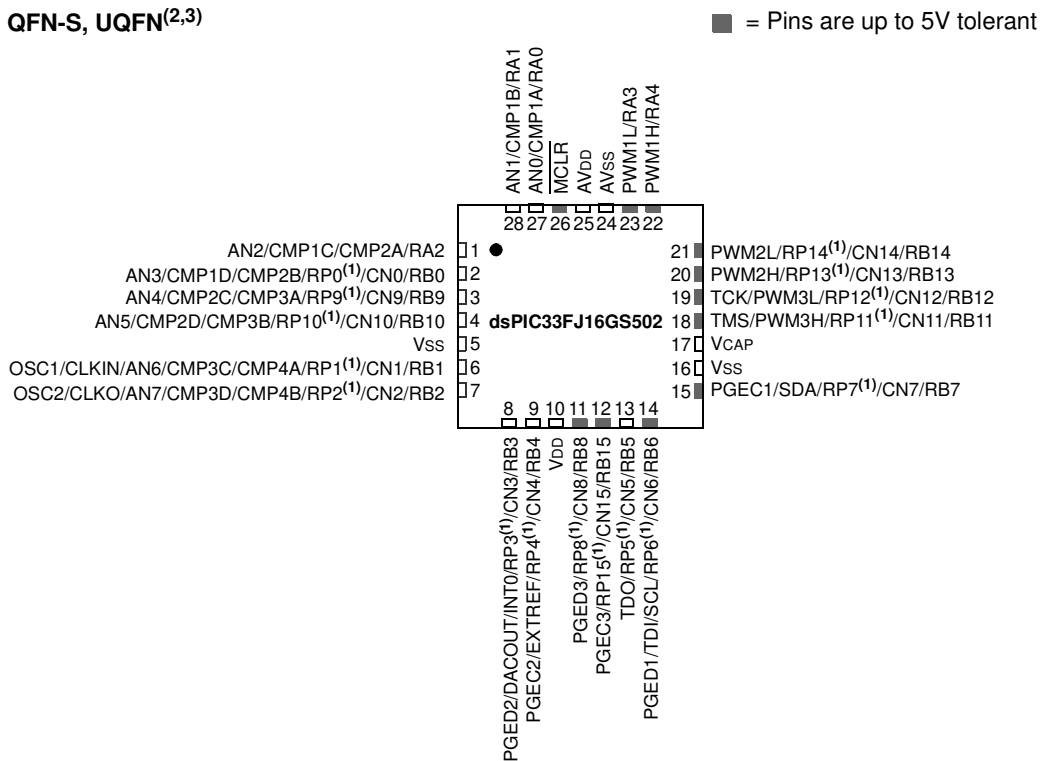 QFN-S, UQFN(2,3)
= Pins are up to 5V tolerant
AN1/CMP1B/RA1
AN0/CMP1A/RA0
MCLR
AVDD
AVSS
PWM1L/RA3
PWM1H/RA4
28 27 26 25 24 23 22
AN2/CMP1C/CMP2A/RA2 1
AN3/CMP1D/CMP2B/RP0(1)/CN0/RB0 2
AN4/CMP2C/CMP3A/RP9(1)/CN9/RB9 3
AN5/CMP2D/CMP3B/RP10(1)/CN10/RB10 4
VSS 5
OSC1/CLKIN/AN6/CMP3C/CMP4A/RP1(1)/CN1/RB1 6
OSC2/CLKO/AN7/CMP3D/CMP4B/RP2(1)/CN2/RB2 7
dsPIC33FJ16GS502
21 PWM2L/RP14(1)/CN14/RB14
20 PWM2H/RP13(1)/CN13/RB13
19 TCK/PWM3L/RP12(1)/CN12/RB12
18 TMS/PWM3H/RP11(1)/CN11/RB11
17 VCAP
16 VSS
15 PGEC1/SDA/RP7(1)/CN7/RB7
8 9 10 11 12 13 14
PGED2/DACOUT/INT0/RP3(1)/CN3/RB3
PGEC2/EXTREF/RP4(1)/CN4/RB4
VDD
PGED3/RP8(1)/CN8/RB8
PGEC3/RP15(1)/CN15/RB15
TDO/RP5(1)/CN5/RB5
PGED1/TDI/SCL/RP6(1)/CN6/RB6